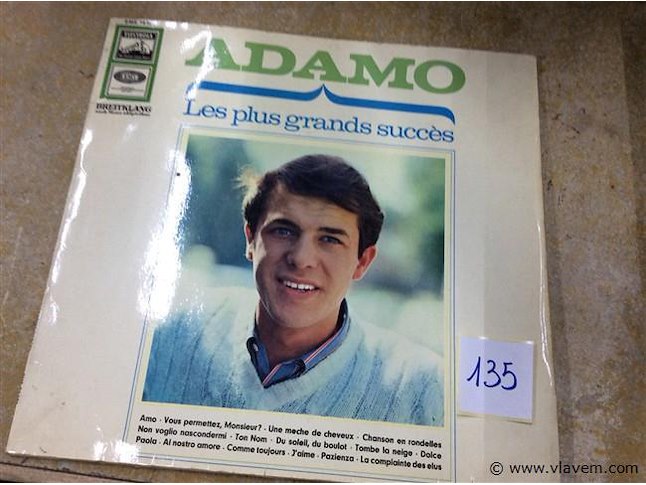 ADAMO
BREITKLANG
Les plus grands succès
135
Amo · Vous permettez, Monsieur? · Une meche de cheveux · Chanson en rondelles
Non voglio nascondermi · Ton Nom · Du soleil, du boulot · Tombe la neige · Dolce
Paola · Al nostro amore · Comme toujours · J'aime · Pazienza · La complainte des elus
© www.vlavem.com